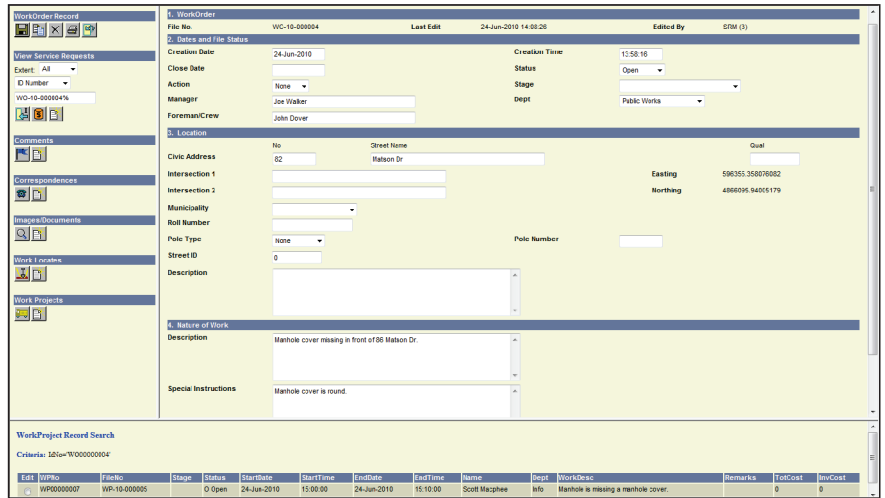 WorkOrder Record
View Service Requests
Extent: All
ID Number
WO-10-000004%
Comments
Correspondences
Images/Documents
Work Locates
Work Projects
1. WorkOrder
File No. WO-10-000004 Last Edit 24-Jun-2010 14:08:26 Edited By SRM (3)
2. Dates and File Status
Creation Date 24-Jun-2010 Creation Time 13:58:16
Close Date Status Open
Action None Stage
Manager Joe Walker Dept Public Works
Foreman/Crew John Dover
3. Location
No Street Name Qual
Civic Address 82 Matson Dr
Intersection 1 Easting 596355.358076082
Intersection 2 Northing 4866095.94005179
Municipality
Roll Number
Pole Type None Pole Number
Street ID 0
Description
4. Nature of Work
Description Manhole cover missing in front of 86 Matson Dr.
Special Instructions Manhole cover is round.
WorkProject Record Search
Criteria: IdNo='WO00000004'
Edit WPNo FileNo Stage Status StartDate StartTime EndDate EndTime Name Dept WorkDesc Remarks TotCost InvCost
WP00000007 WP-10-000005 O Open 24-Jun-2010 15:00:00 24-Jun-2010 15:10:00 Scott Macphee Info Manhole is missing a manhole cover. 0 0